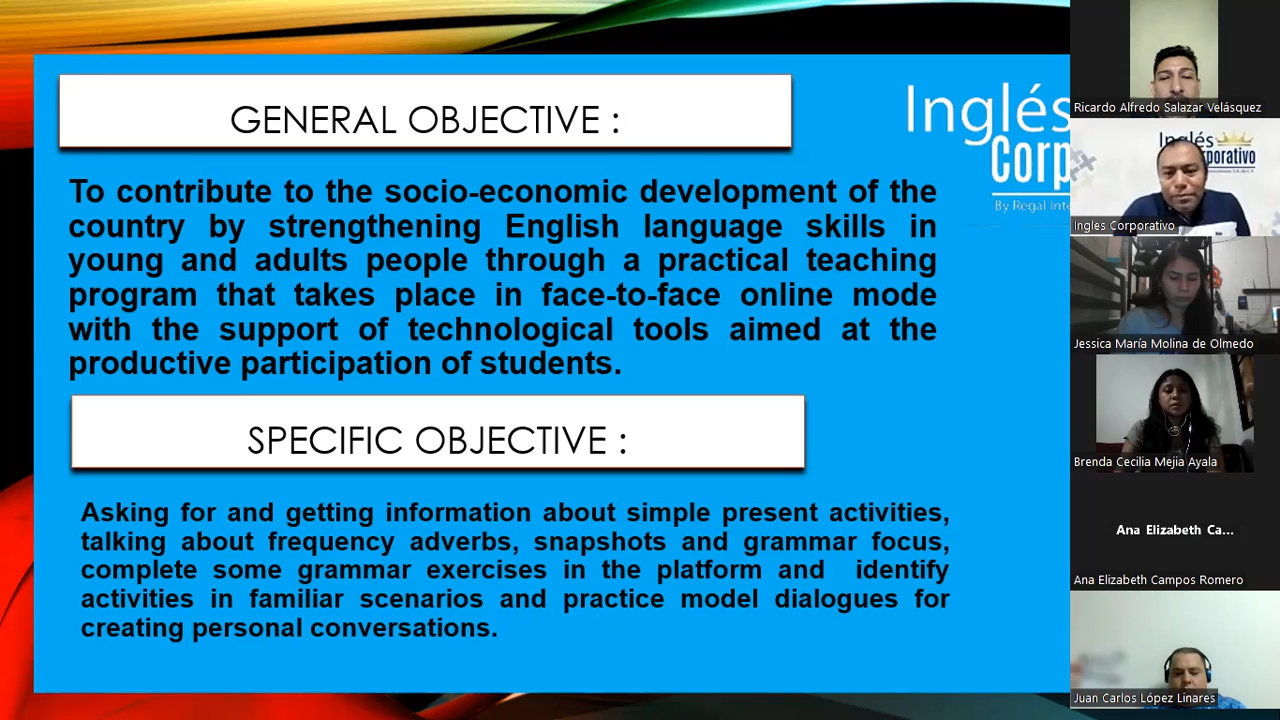 GENERAL OBJECTIVE :
To contribute to the socio-economic development of the
country by strengthening English language skills in
young and adults people through a practical teaching
program that takes place in face-to-face online mode
with the support of technological tools aimed at the
productive participation of students.
SPECIFIC OBJECTIVE :
Asking for and getting information about simple present activities,
talking about frequency adverbs, snapshots and grammar focus,
complete some grammar exercises in the platform and identify
activities in familiar scenarios and practice model dialogues for
creating personal conversations.
Inglés
Corp
By Regal Inte
Ricardo Alfredo Salazar Velásquez
Inglés
rporativo
Ingles Corporativo
Jessica María Molina de Olmedo
Brenda Cecilia Mejia Ayala
Ana Elizabeth Ca...
Ana Elizabeth Campos Romero
Juan Carlos López Linares